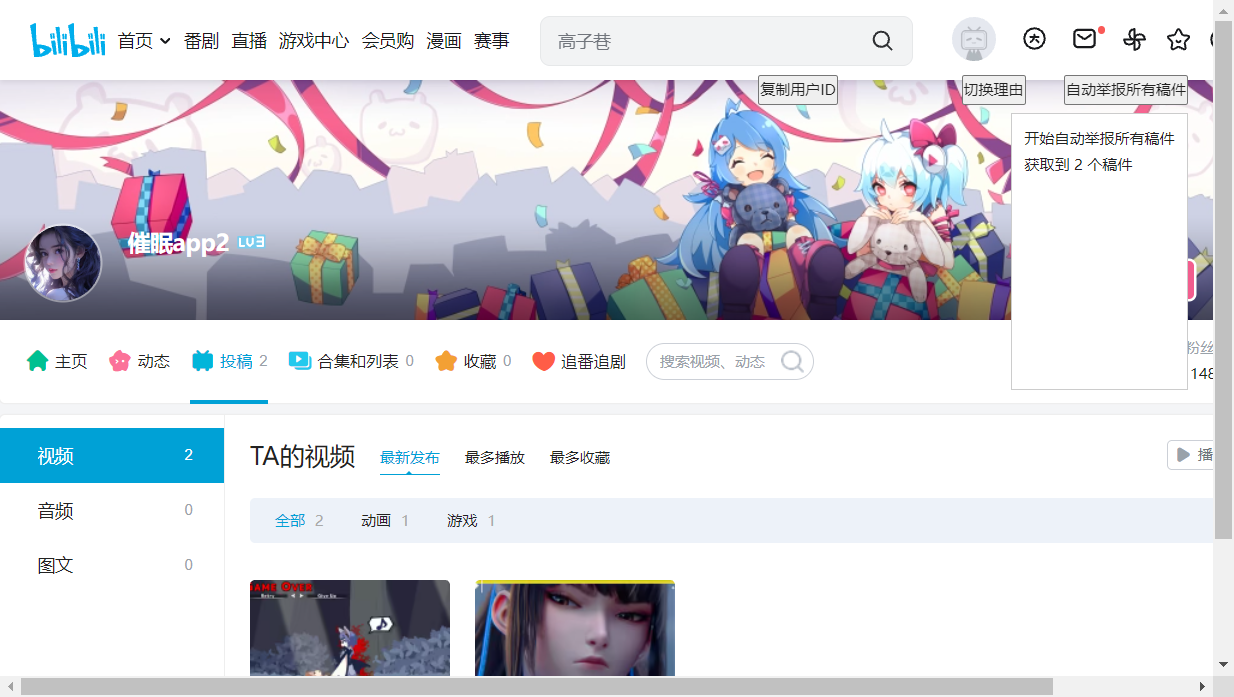 bilibili 首页 番剧 直播 游戏中心 会员购 漫画 赛事 高子巷
复制用户ID 切换理由 自动举报所有稿件
开始自动举报所有稿件
获取到 2 个稿件
催眠app2 LV3
主页 动态 投稿 2 合集和列表 0 收藏 0 追番追剧 搜索视频、动态
粉丝
148
视频 2
音频 0
图文 0
TA的视频 最新发布 最多播放 最多收藏 播
全部 2 动画 1 游戏 1
GAME OVER